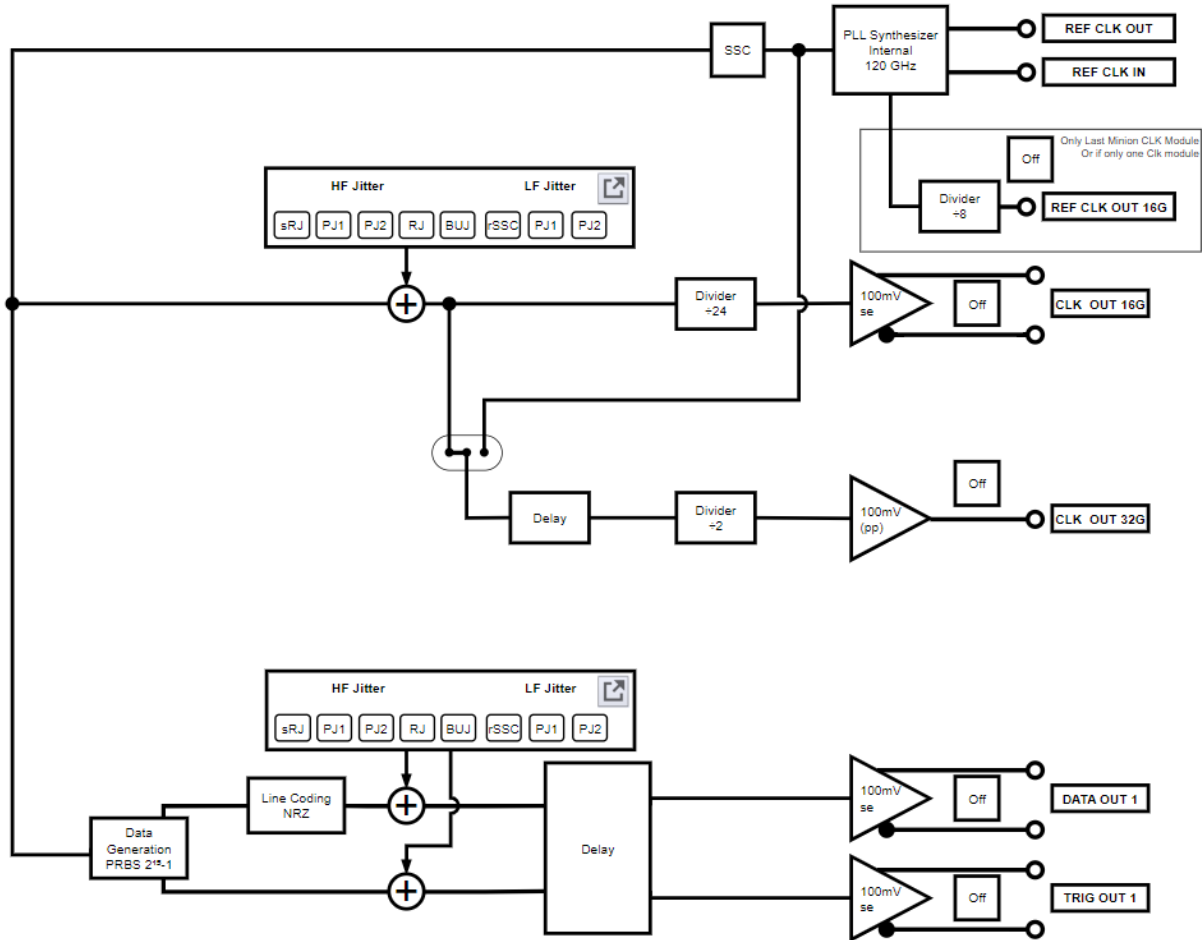 SSC
PLL Synthesizer
Internal
120 GHz
REF CLK OUT
REF CLK IN
Only Last Minion CLK Module
Or if only one Clk module
Off
Divider
÷8
REF CLK OUT 16G
HF Jitter LF Jitter
sRJ PJ1 PJ2 RJ BUJ rSSC PJ1 PJ2
Divider
÷24
100mV
se
Off
CLK OUT 16G
Delay
Divider
÷2
100mV
(pp)
Off
CLK OUT 32G
HF Jitter LF Jitter
sRJ PJ1 PJ2 RJ BUJ rSSC PJ1 PJ2
Line Coding
NRZ
Data
Generation
PRBS 2¹⁵-1
Delay
100mV
se
Off
DATA OUT 1
100mV
se
Off
TRIG OUT 1